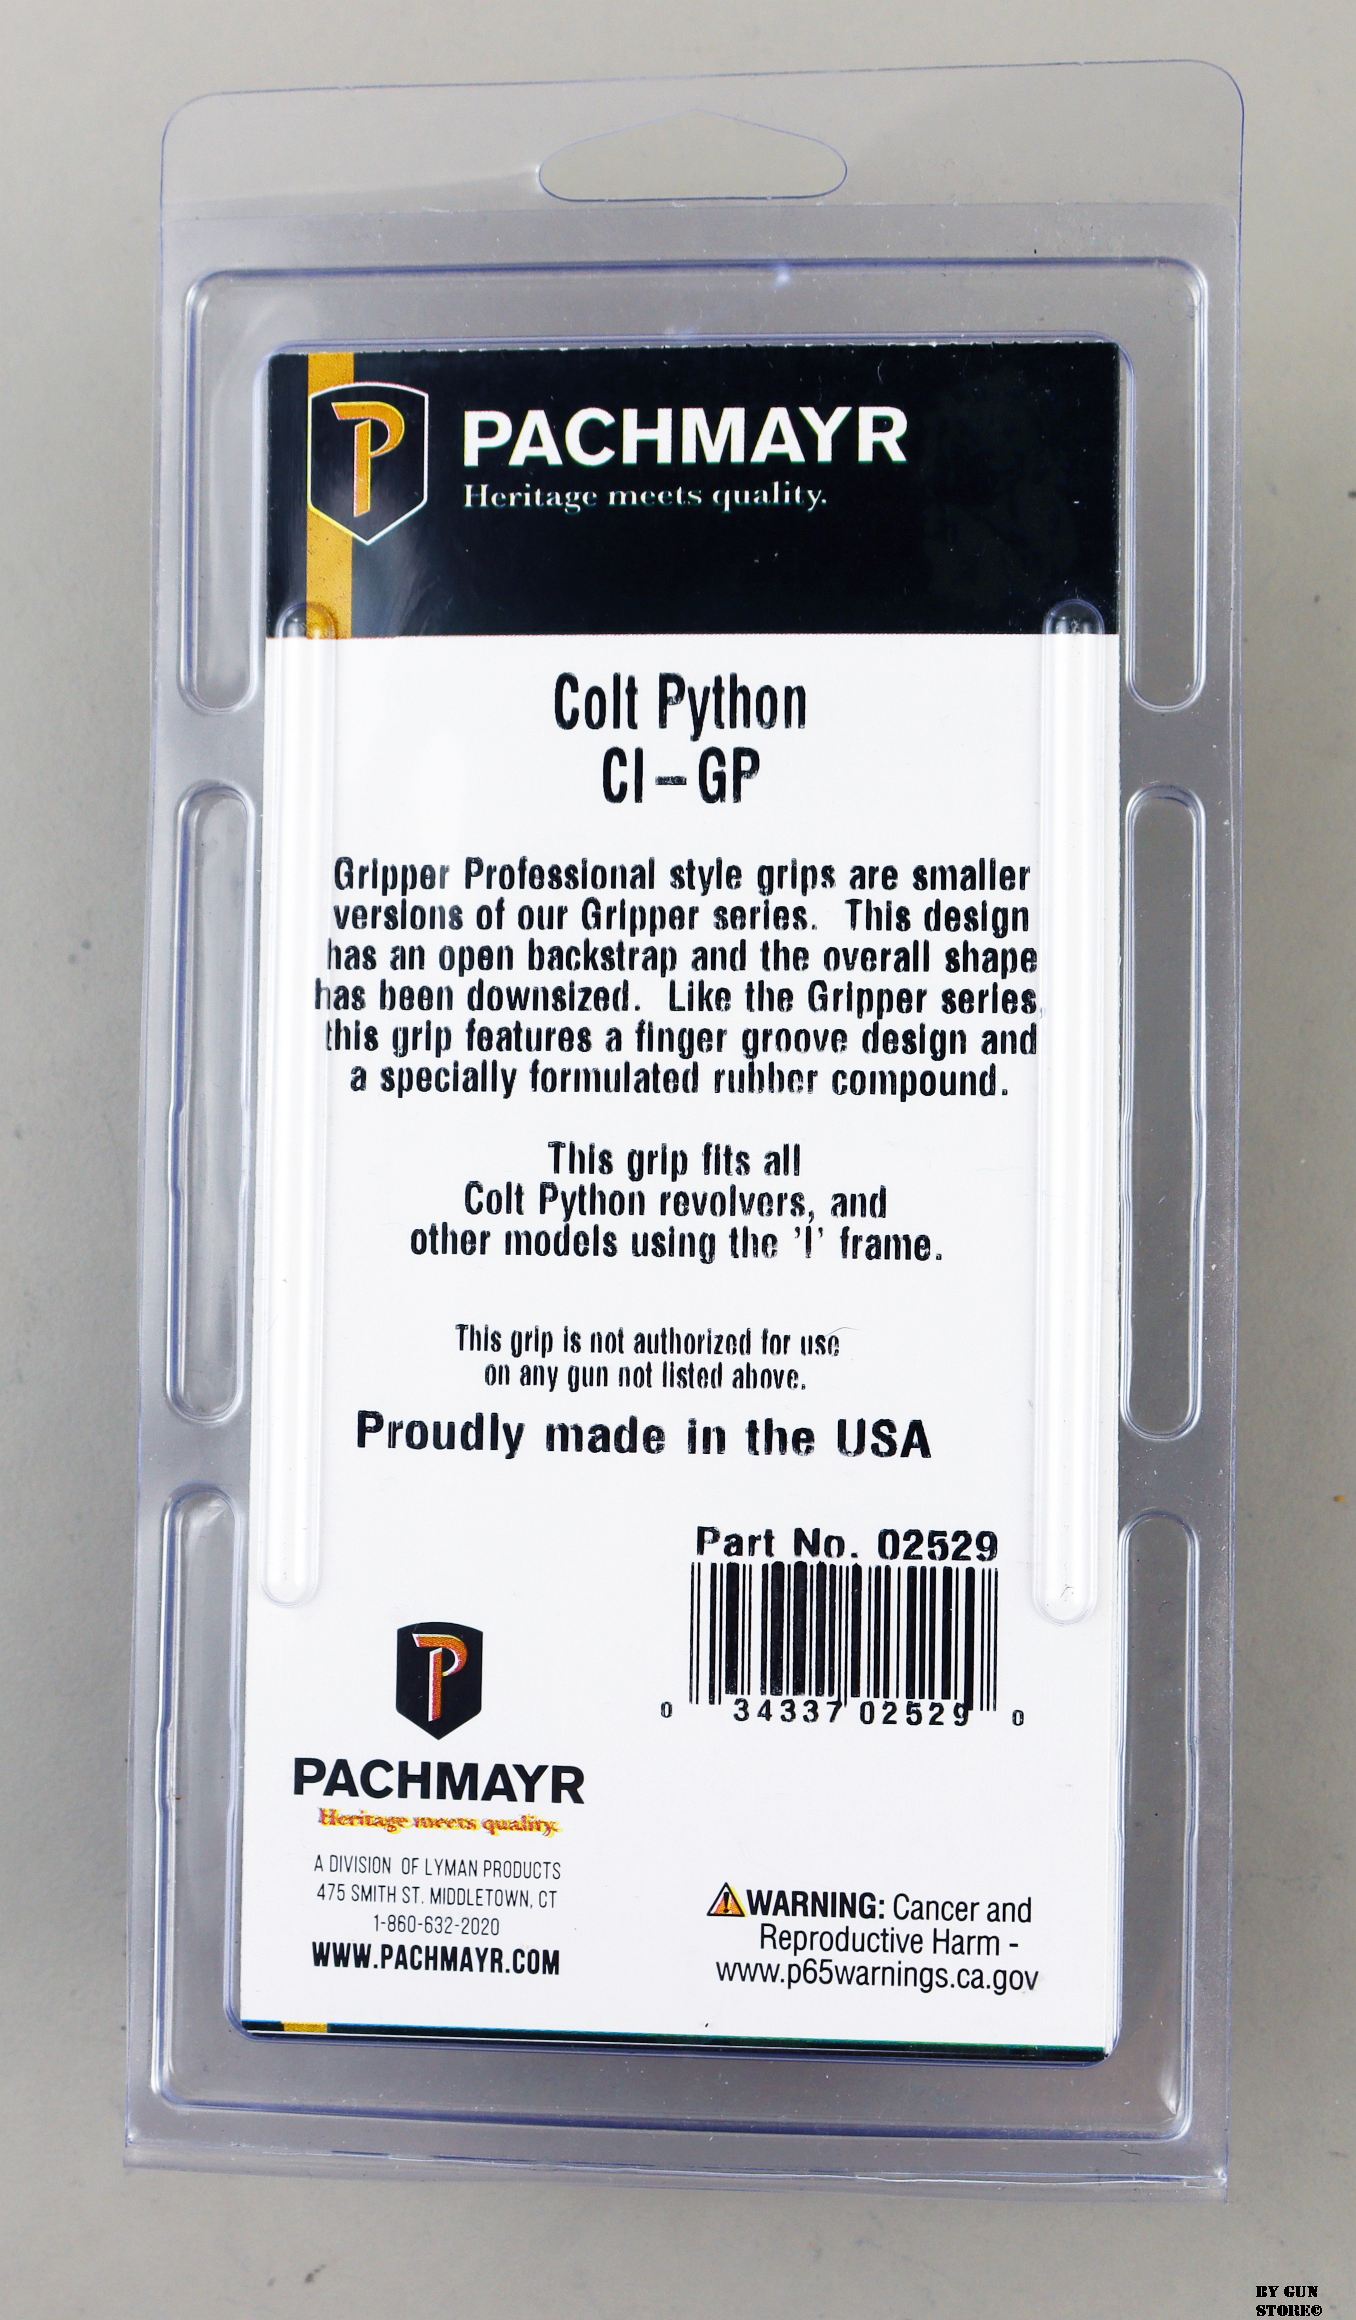 PACHMAYR
Heritage meets quality.
Colt Python
CI-GP
Gripper Professional style grips are smaller
versions of our Gripper series. This design
has an open backstrap and the overall shape
has been downsized. Like the Gripper series,
this grip features a finger groove design and
a specially formulated rubber compound.
This grip fits all
Colt Python revolvers, and
other models using the 'I' frame.
This grip is not authorized for use
on any gun not listed above.
Proudly made in the USA
Part No. 02529
0 34337 02529 0
PACHMAYR
Heritage meets quality.
A DIVISION OF LYMAN PRODUCTS
475 SMITH ST. MIDDLETOWN, CT
1-860-632-2020
WWW.PACHMAYR.COM
WARNING: Cancer and
Reproductive Harm -
www.p65warnings.ca.gov
BY GUN
STORE©